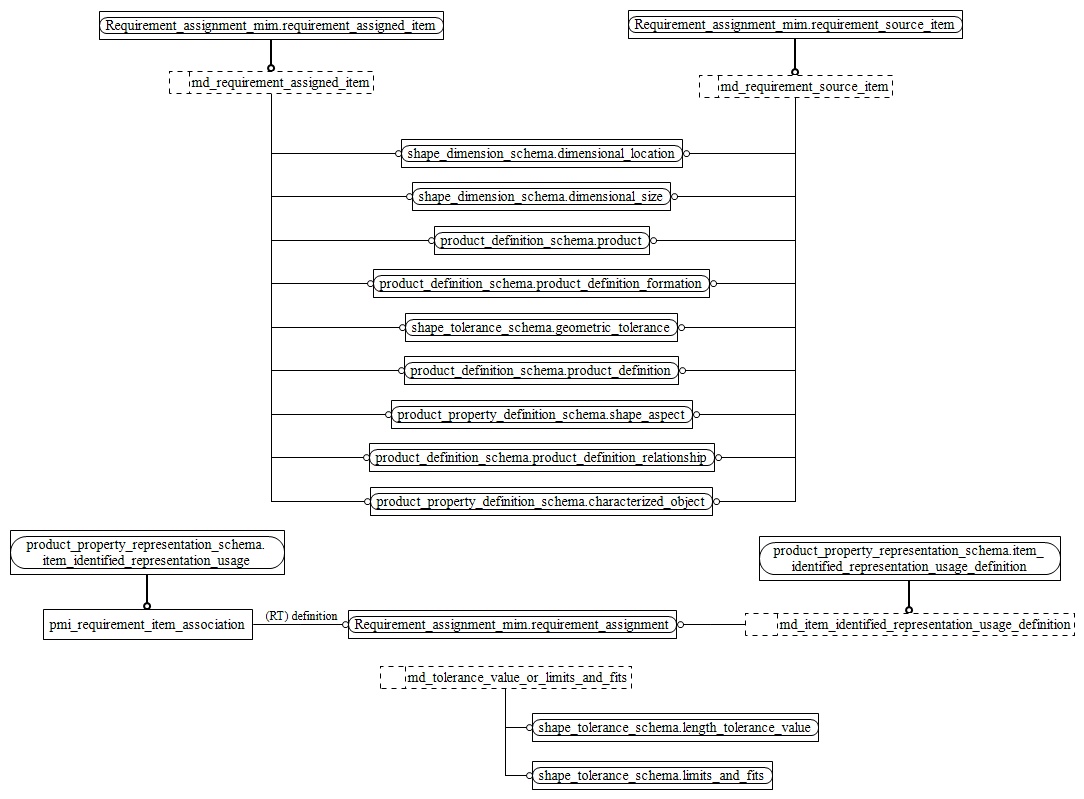 Requirement_assignment_mim.requirement_assigned_item
Requirement_assignment_mim.requirement_source_item
md_requirement_assigned_item
md_requirement_source_item
shape_dimension_schema.dimensional_location
shape_dimension_schema.dimensional_size
product_definition_schema.product
product_definition_schema.product_definition_formation
shape_tolerance_schema.geometric_tolerance
product_definition_schema.product_definition
product_property_definition_schema.shape_aspect
product_definition_schema.product_definition_relationship
product_property_definition_schema.characterized_object
product_property_representation_schema.
item_identified_representation_usage
product_property_representation_schema.item_
identified_representation_usage_definition
pmi_requirement_item_association
(RT) definition
Requirement_assignment_mim.requirement_assignment
md_item_identified_representation_usage_definition
md_tolerance_value_or_limits_and_fits
shape_tolerance_schema.length_tolerance_value
shape_tolerance_schema.limits_and_fits